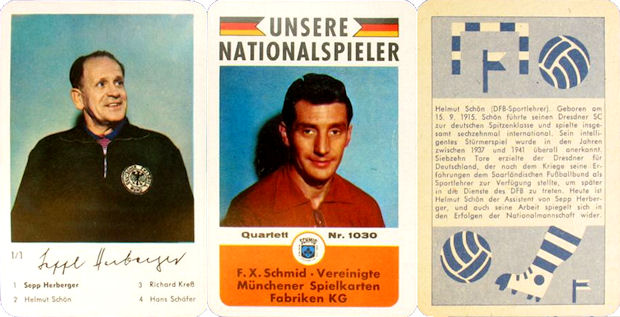 1/1
Sepp Herberger
1 Sepp Herberger
2 Helmut Schön
3 Richard Kreß
4 Hans Schäfer
UNSERE
NATIONALSPIELER
Quartett Nr. 1030
SCHMID
F. X. Schmid · Vereinigte
Münchener Spielkarten
Fabriken KG
F
Helmut Schön (DFB-Sportlehrer). Geboren am
15. 9. 1915. Schön führte seinen Dresdner SC
zur deutschen Spitzenklasse und spielte insge-
samt sechzehnmal international. Sein intelli-
gentes Stürmerspiel wurde in den Jahren
zwischen 1937 und 1941 überall anerkannt.
Siebzehn Tore erzielte der Dresdner für
Deutschland, der nach dem Kriege seine Er-
fahrungen dem Saarländischen Fußballbund als
Sportlehrer zur Verfügung stellte, um später
in die Dienste des DFB zu treten. Heute ist
Helmut Schön der Assistent von Sepp Herber-
ger, und auch seine Arbeit spiegelt sich in
den Erfolgen der Nationalmannschaft wider.
F